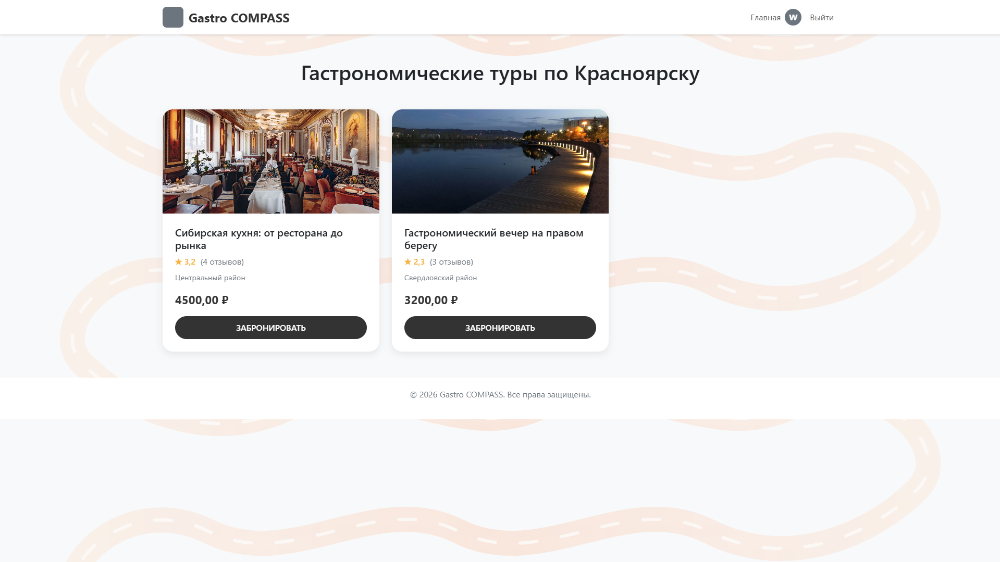 Gastro COMPASS
Главная W Выйти
Гастрономические туры по Красноярску
Сибирская кухня: от ресторана до
рынка
★ 3,2 (4 отзывов)
Центральный район
4500,00 ₽
ЗАБРОНИРОВАТЬ
Гастрономический вечер на правом
берегу
★ 2,3 (3 отзывов)
Свердловский район
3200,00 ₽
ЗАБРОНИРОВАТЬ
© 2026 Gastro COMPASS. Все права защищены.